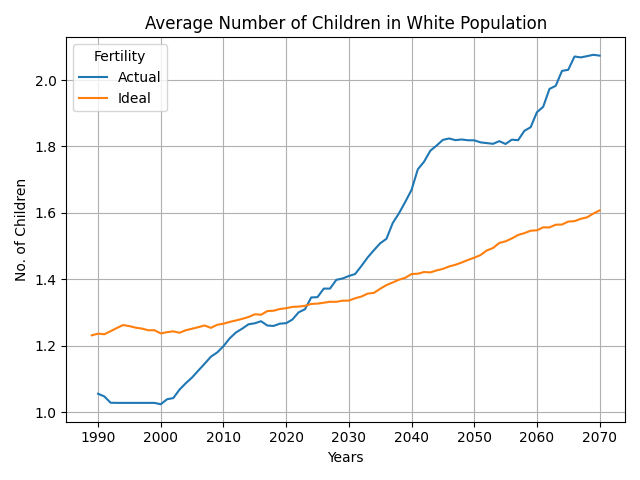 Average Number of Children in White Population
Fertility
Actual
Ideal
No. of Children
2.0
1.8
1.6
1.4
1.2
1.0
1990 2000 2010 2020 2030 2040 2050 2060 2070
Years